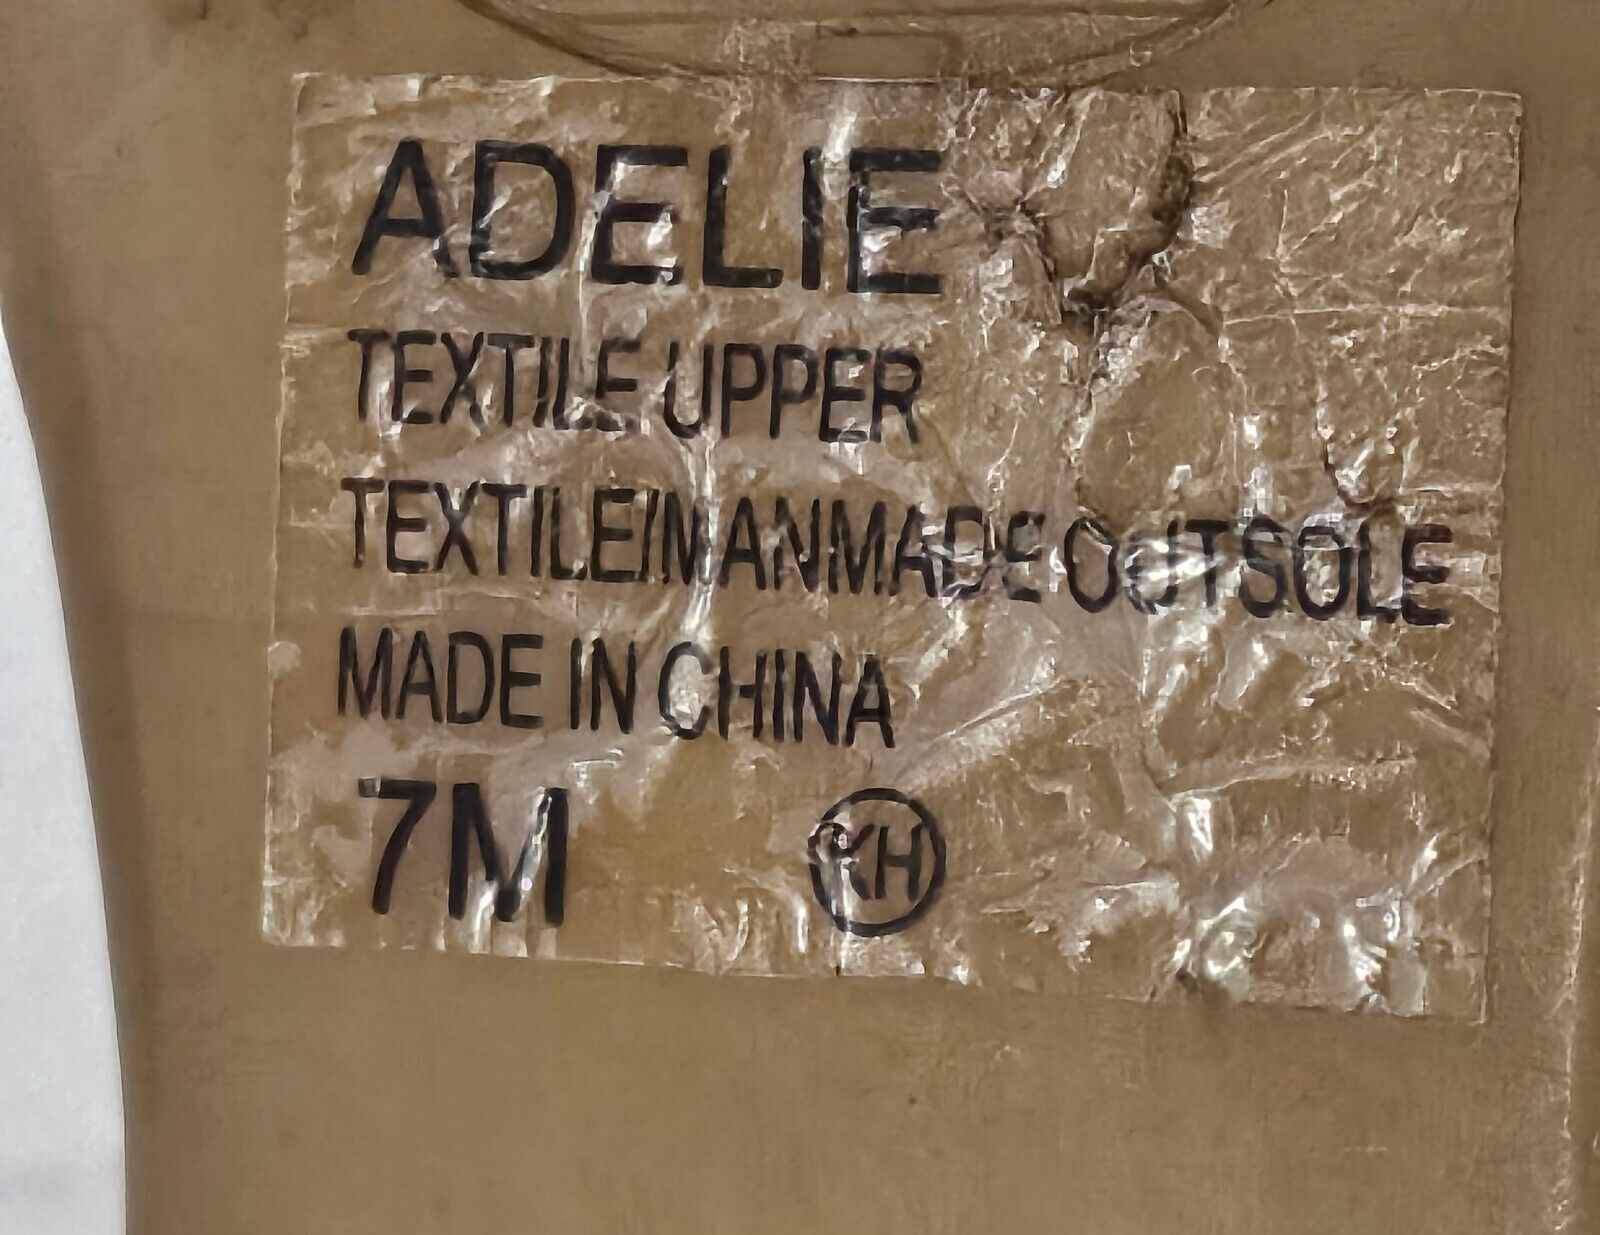 ADELIE
TEXTILE UPPER
TEXTILE/MANMADE OUTSOLE
MADE IN CHINA
7M KH